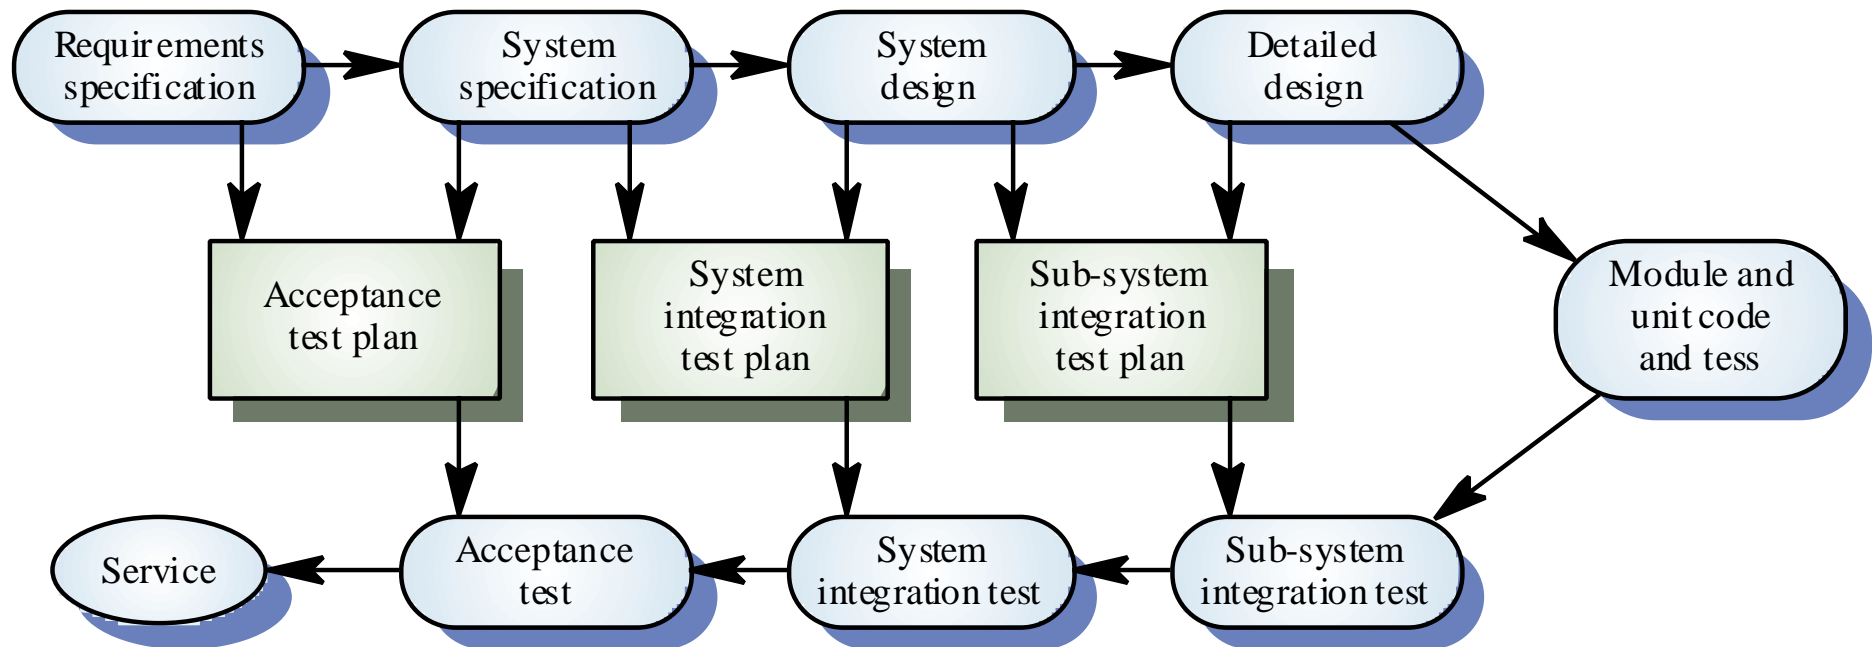 Requirements
specification
System
specification
System
design
Detailed
design
Acceptance
test plan
System
integration
test plan
Sub-system
integration
test plan
Module and
unit code
and tess
Service
Acceptance
test
System
integration test
Sub-system
integration test